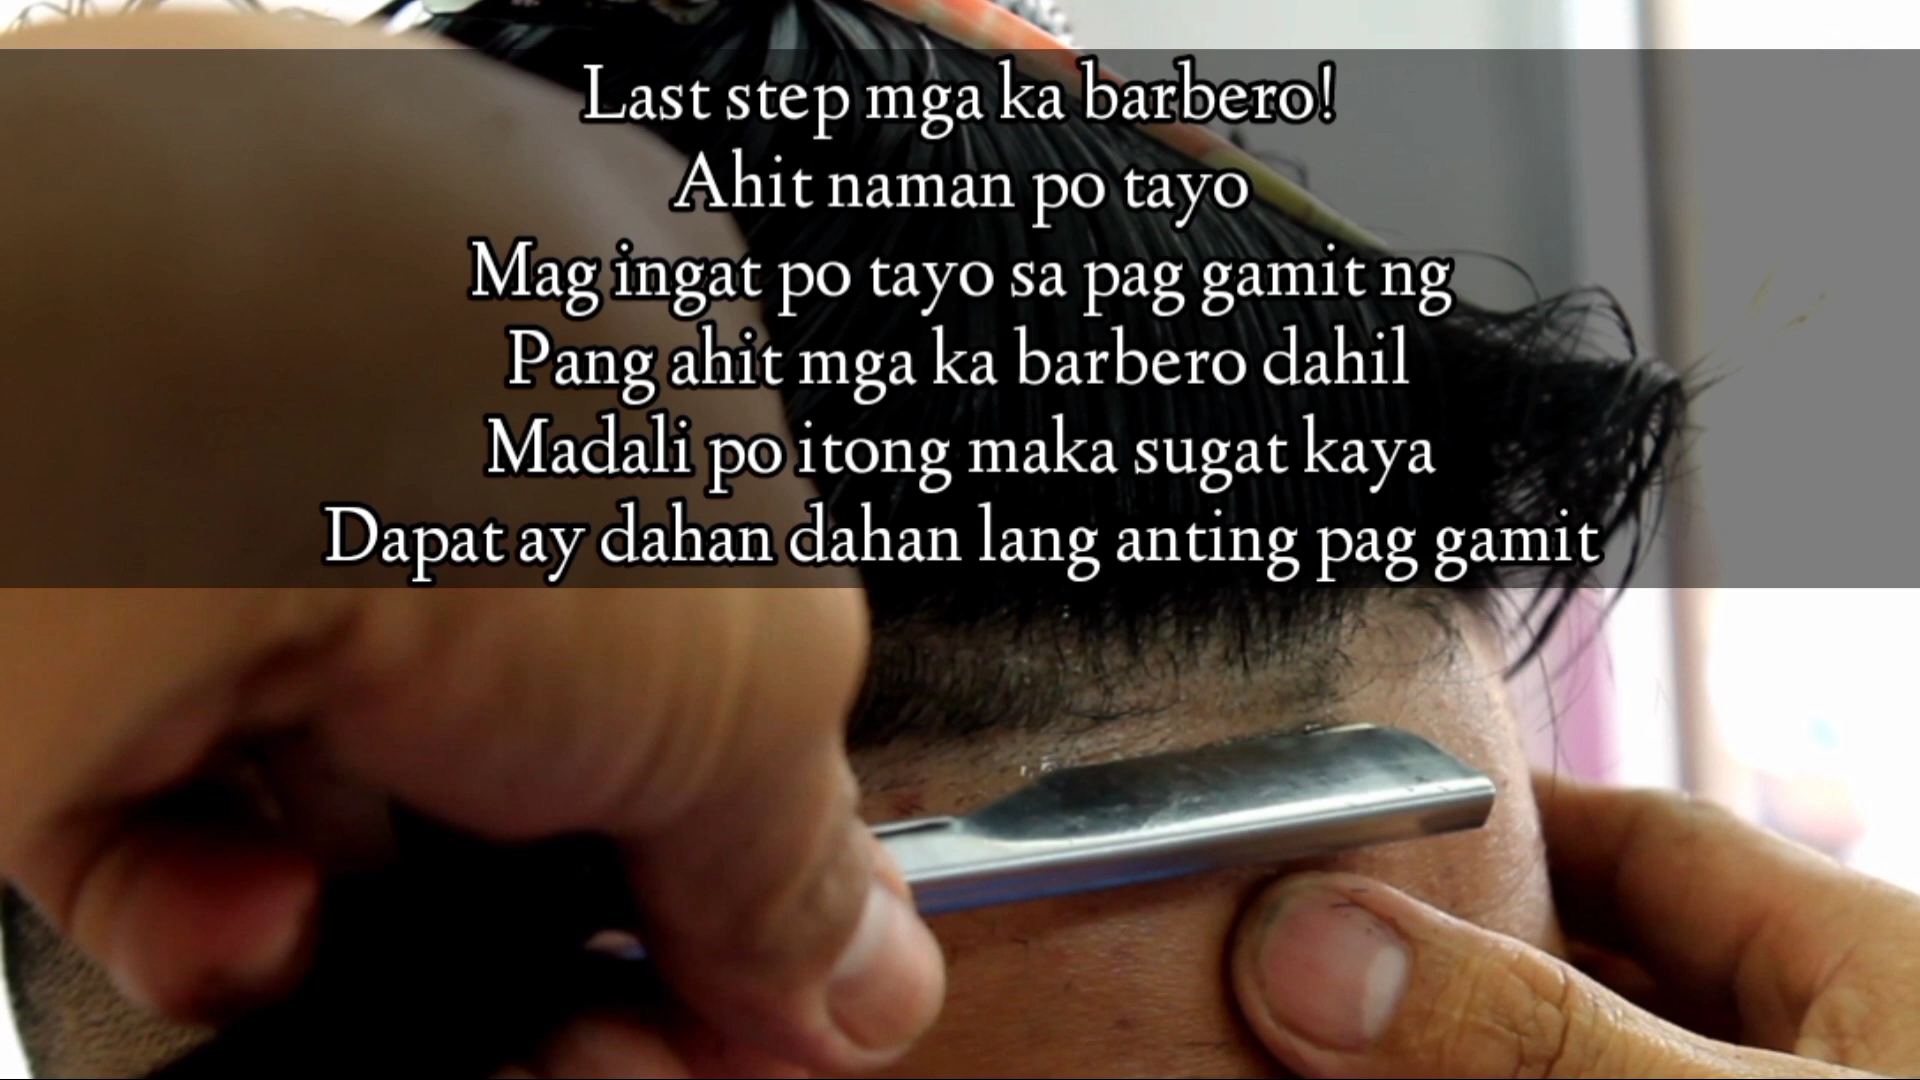 Last step mga ka barbero!
Ahit naman po tayo
Mag ingat po tayo sa pag gamit ng
Pang ahit mga ka barbero dahil
Madali po itong maka sugat kaya
Dapat ay dahan dahan lang anting pag gamit